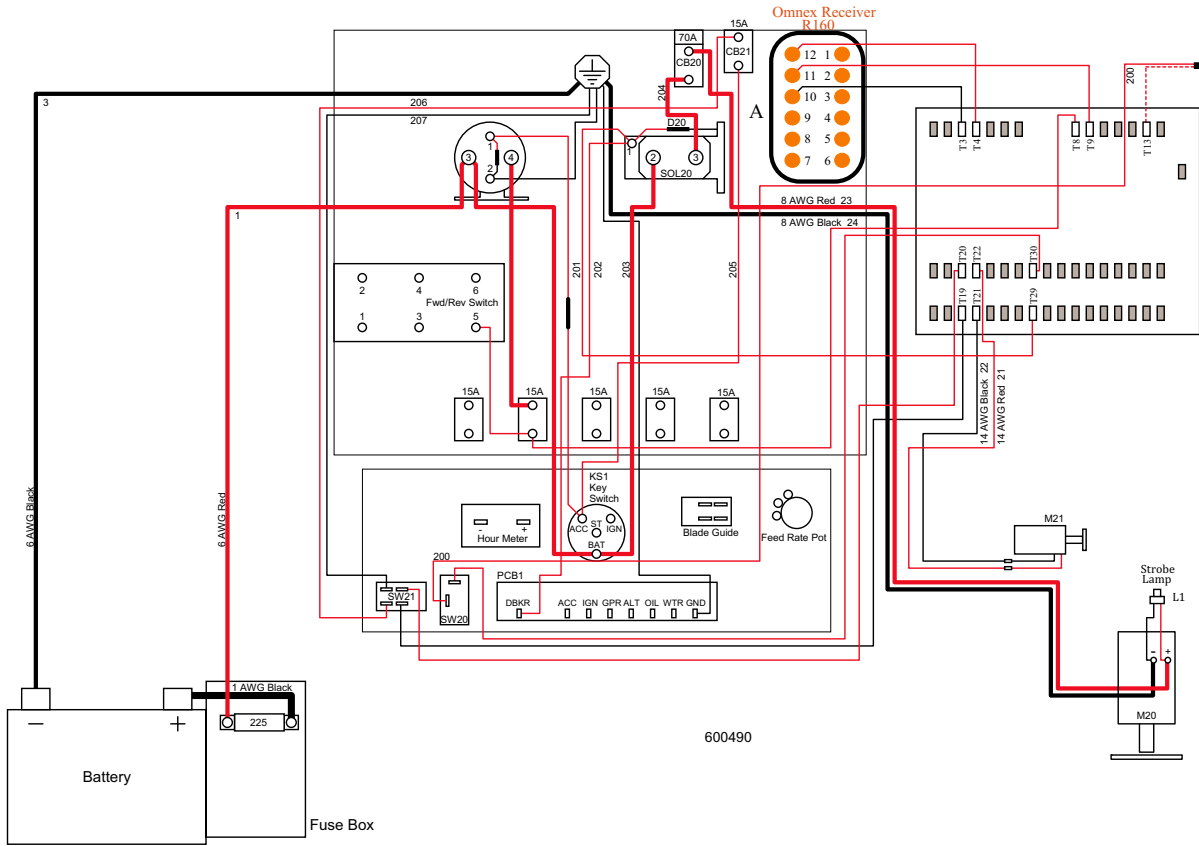 Omnex Receiver
R160
15A
70A
CB21
CB20
12 1
11 2
10 3
9 4
8 5
7 6
A
200
3
206
207
204
D20
1
1
2
3
4
2
3
SOL20
T3
T4
T8
T9
T13
8 AWG Red 23
8 AWG Black 24
1
201
202
203
205
T20
T22
T30
T19
T21
T29
2
4
6
Fwd/Rev Switch
1
3
5
14 AWG Black 22
14 AWG Red 21
15A
15A
15A
15A
15A
KS1
Key
Switch
ACC
ST
IGN
BAT
- +
Hour Meter
Blade Guide
Feed Rate Pot
6 AWG Black
6 AWG Red
M21
200
PCB1
SW21
SW20
DBKR
ACC IGN GPR ALT OIL WTR GND
Strobe
Lamp
L1
- +
M20
1 AWG Black
225
Battery
Fuse Box
600490